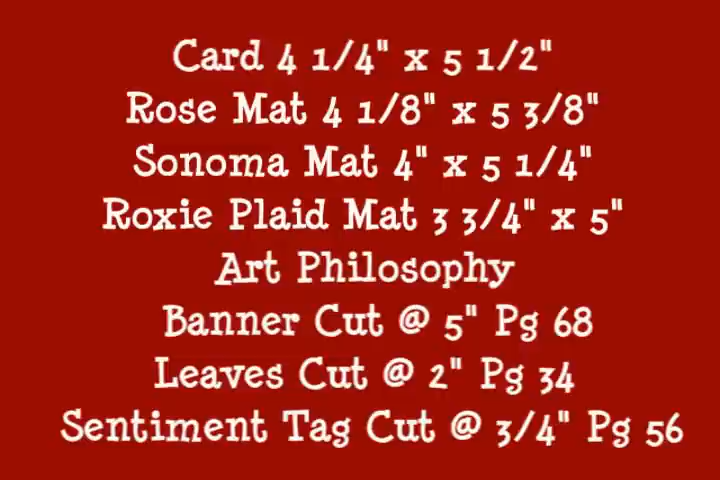 Card 4 1/4" x 5 1/2"
Rose Mat 4 1/8" x 5 3/8"
Sonoma Mat 4" x 5 1/4"
Roxie Plaid Mat 3 3/4" x 5"
Art Philosophy
Banner Cut @ 5" Pg 68
Leaves Cut @ 2" Pg 34
Sentiment Tag Cut @ 3/4" Pg 56